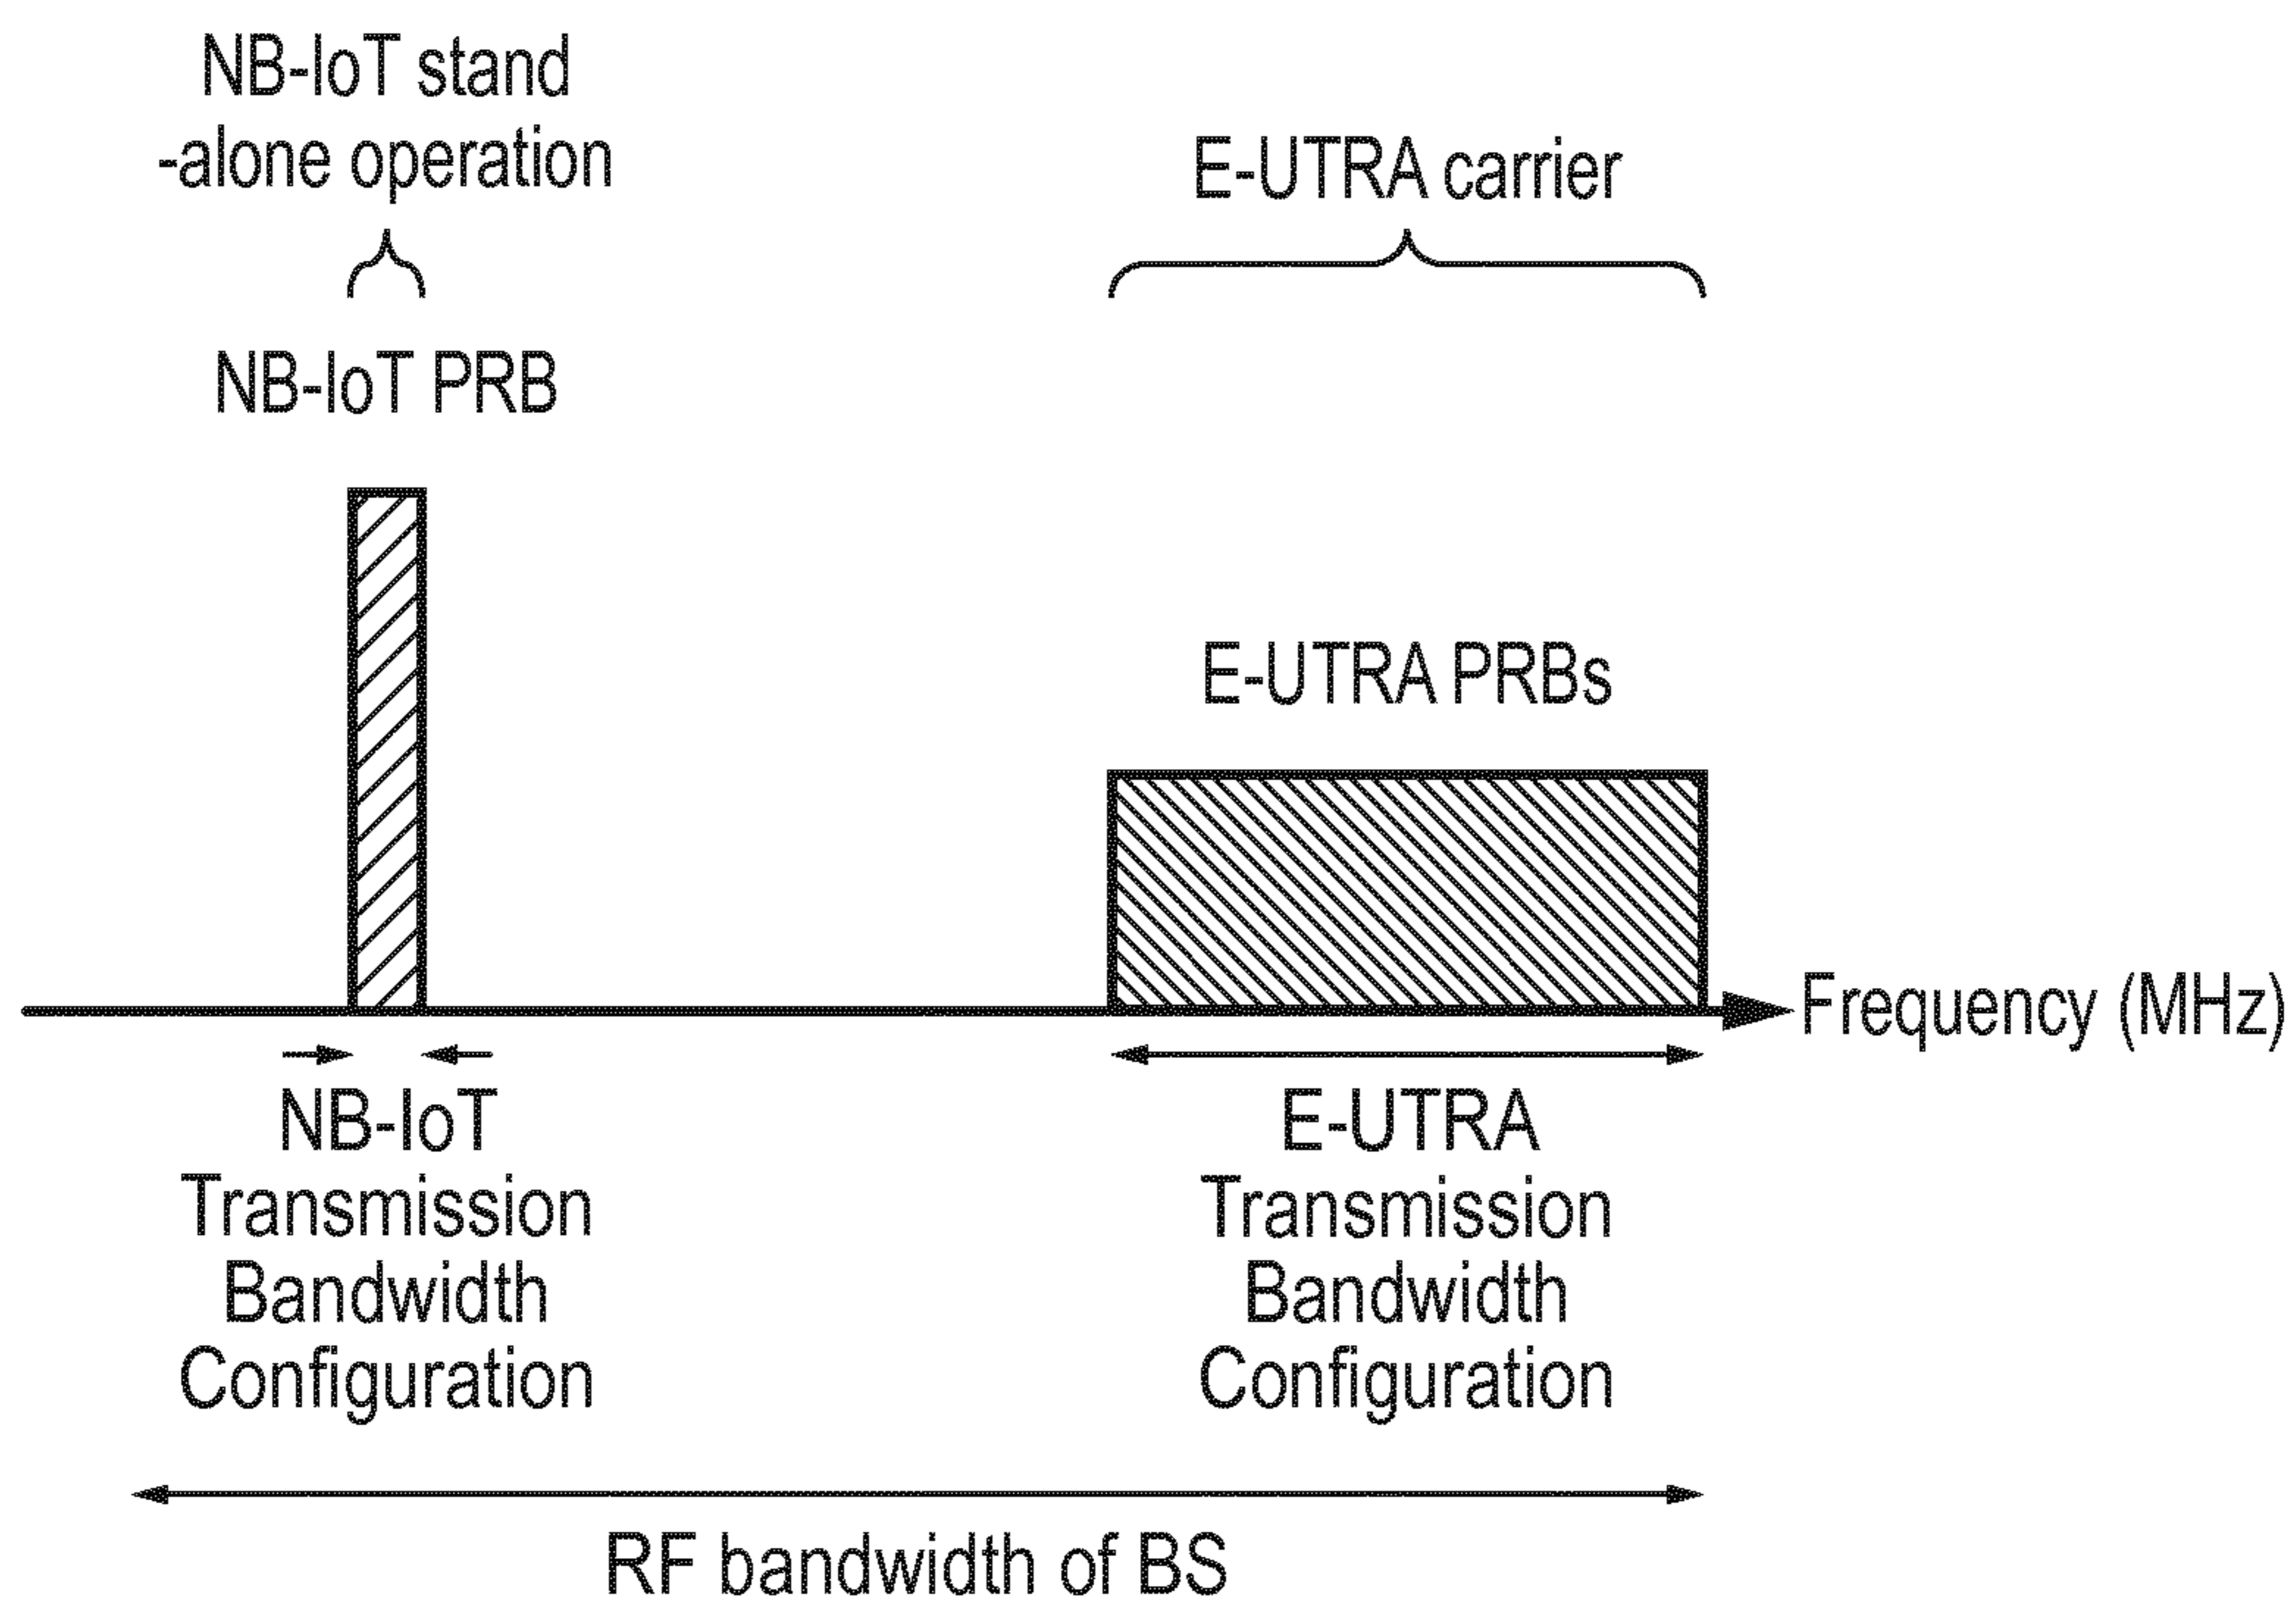 NB-IoT stand
-alone operation
E-UTRA carrier
NB-IoT PRB
E-UTRA PRBs
Frequency (MHz)
NB-IoT
Transmission
Bandwidth
Configuration
E-UTRA
Transmission
Bandwidth
Configuration
RF bandwidth of BS